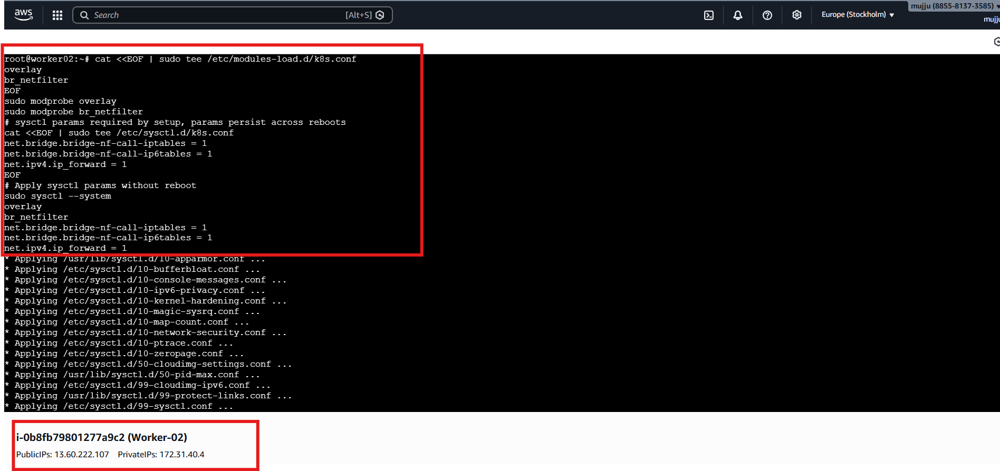 aws
Search [Alt+S]
Europe (Stockholm)
mujju (8855-8137-3585)
root@worker02:~# cat <<EOF | sudo tee /etc/modules-load.d/k8s.conf
overlay
br_netfilter
EOF
sudo modprobe overlay
sudo modprobe br_netfilter
# sysctl params required by setup, params persist across reboots
cat <<EOF | sudo tee /etc/sysctl.d/k8s.conf
net.bridge.bridge-nf-call-iptables = 1
net.bridge.bridge-nf-call-ip6tables = 1
net.ipv4.ip_forward = 1
EOF
# Apply sysctl params without reboot
sudo sysctl --system
overlay
br_netfilter
net.bridge.bridge-nf-call-iptables = 1
net.bridge.bridge-nf-call-ip6tables = 1
net.ipv4.ip_forward = 1
* Applying /usr/lib/sysctl.d/10-apparmor.conf ...
* Applying /etc/sysctl.d/10-bufferbloat.conf ...
* Applying /etc/sysctl.d/10-console-messages.conf ...
* Applying /etc/sysctl.d/10-ipv6-privacy.conf ...
* Applying /etc/sysctl.d/10-kernel-hardening.conf ...
* Applying /etc/sysctl.d/10-magic-sysrq.conf ...
* Applying /etc/sysctl.d/10-map-count.conf ...
* Applying /etc/sysctl.d/10-network-security.conf ...
* Applying /etc/sysctl.d/10-ptrace.conf ...
* Applying /etc/sysctl.d/10-zeropage.conf ...
* Applying /etc/sysctl.d/50-cloudimg-settings.conf ...
* Applying /usr/lib/sysctl.d/50-pid-max.conf ...
* Applying /etc/sysctl.d/99-cloudimg-ipv6.conf ...
* Applying /usr/lib/sysctl.d/99-protect-links.conf ...
* Applying /etc/sysctl.d/99-sysctl.conf ...
i-0b8fb79801277a9c2 (Worker-02)
PublicIPs: 13.60.222.107 PrivateIPs: 172.31.40.4